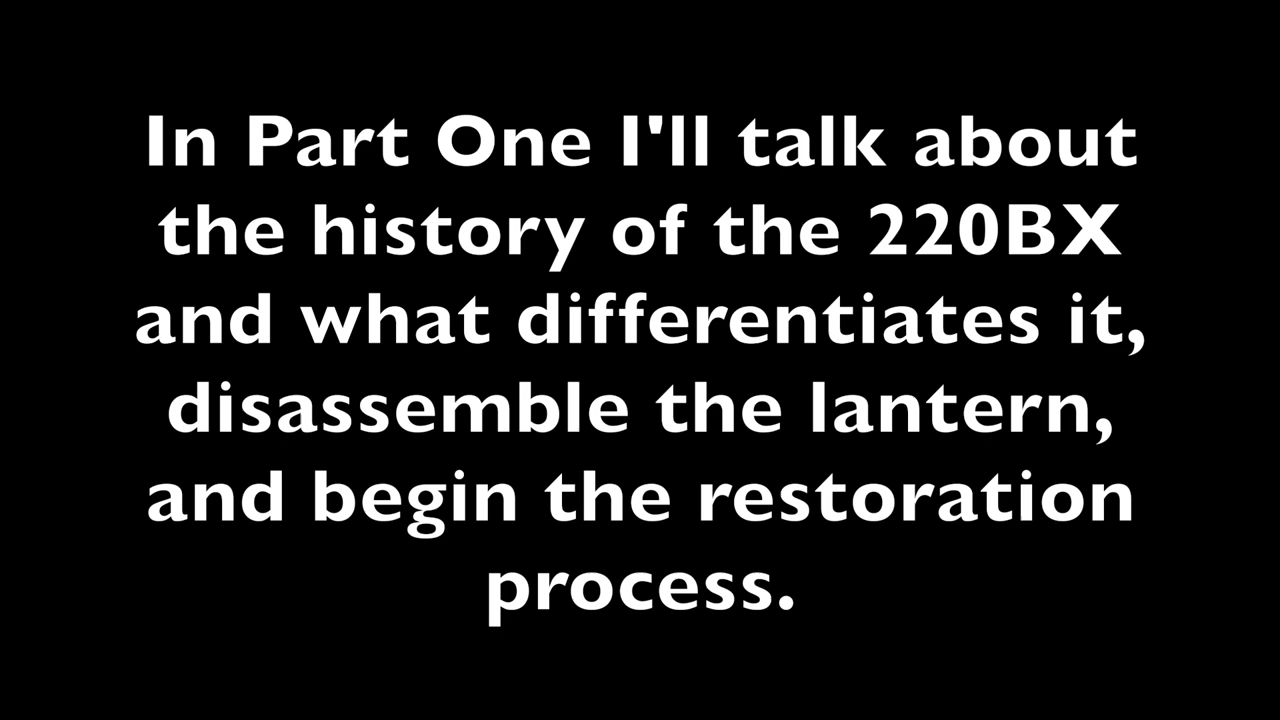 In Part One I'll talk about
the history of the 220BX
and what differentiates it,
disassemble the lantern,
and begin the restoration
process.